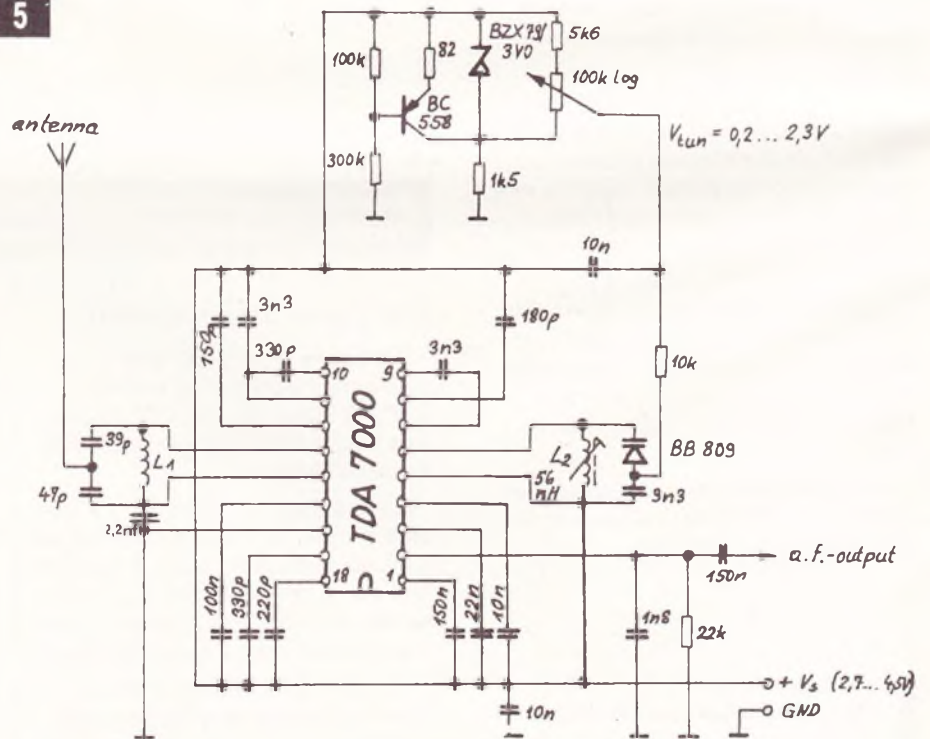 5
BZX79/
3V0
5k6
100k
82
100k log
BC
558
antenna
Vtun = 0,2 ... 2,3V
300k
1k5
10n
3n3
150p
180p
330p
3n3
10
9
10k
TDA 7000
39p
L1
L2
BB 809
47p
56
nH
3n3
2,2nF
18
1
a.f.-output
150n
100n
330p
220p
150n
22n
10n
1n8
22k
+ Vs (2,7... 4,5V)
10n
GND